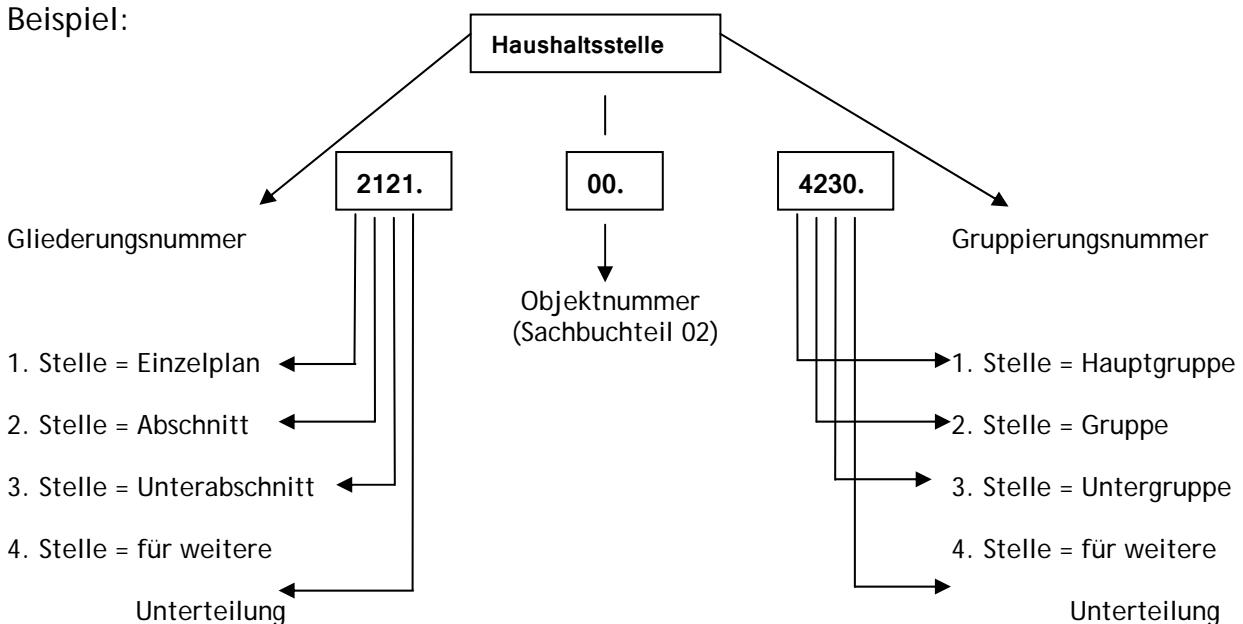 Beispiel:
Haushaltsstelle
2121.
00.
4230.
Gliederungsnummer
Gruppierungsnummer
Objektnummer
(Sachbuchteil 02)
1. Stelle = Einzelplan
2. Stelle = Abschnitt
3. Stelle = Unterabschnitt
4. Stelle = für weitere
Unterteilung
1. Stelle = Hauptgruppe
2. Stelle = Gruppe
3. Stelle = Untergruppe
4. Stelle = für weitere
Unterteilung